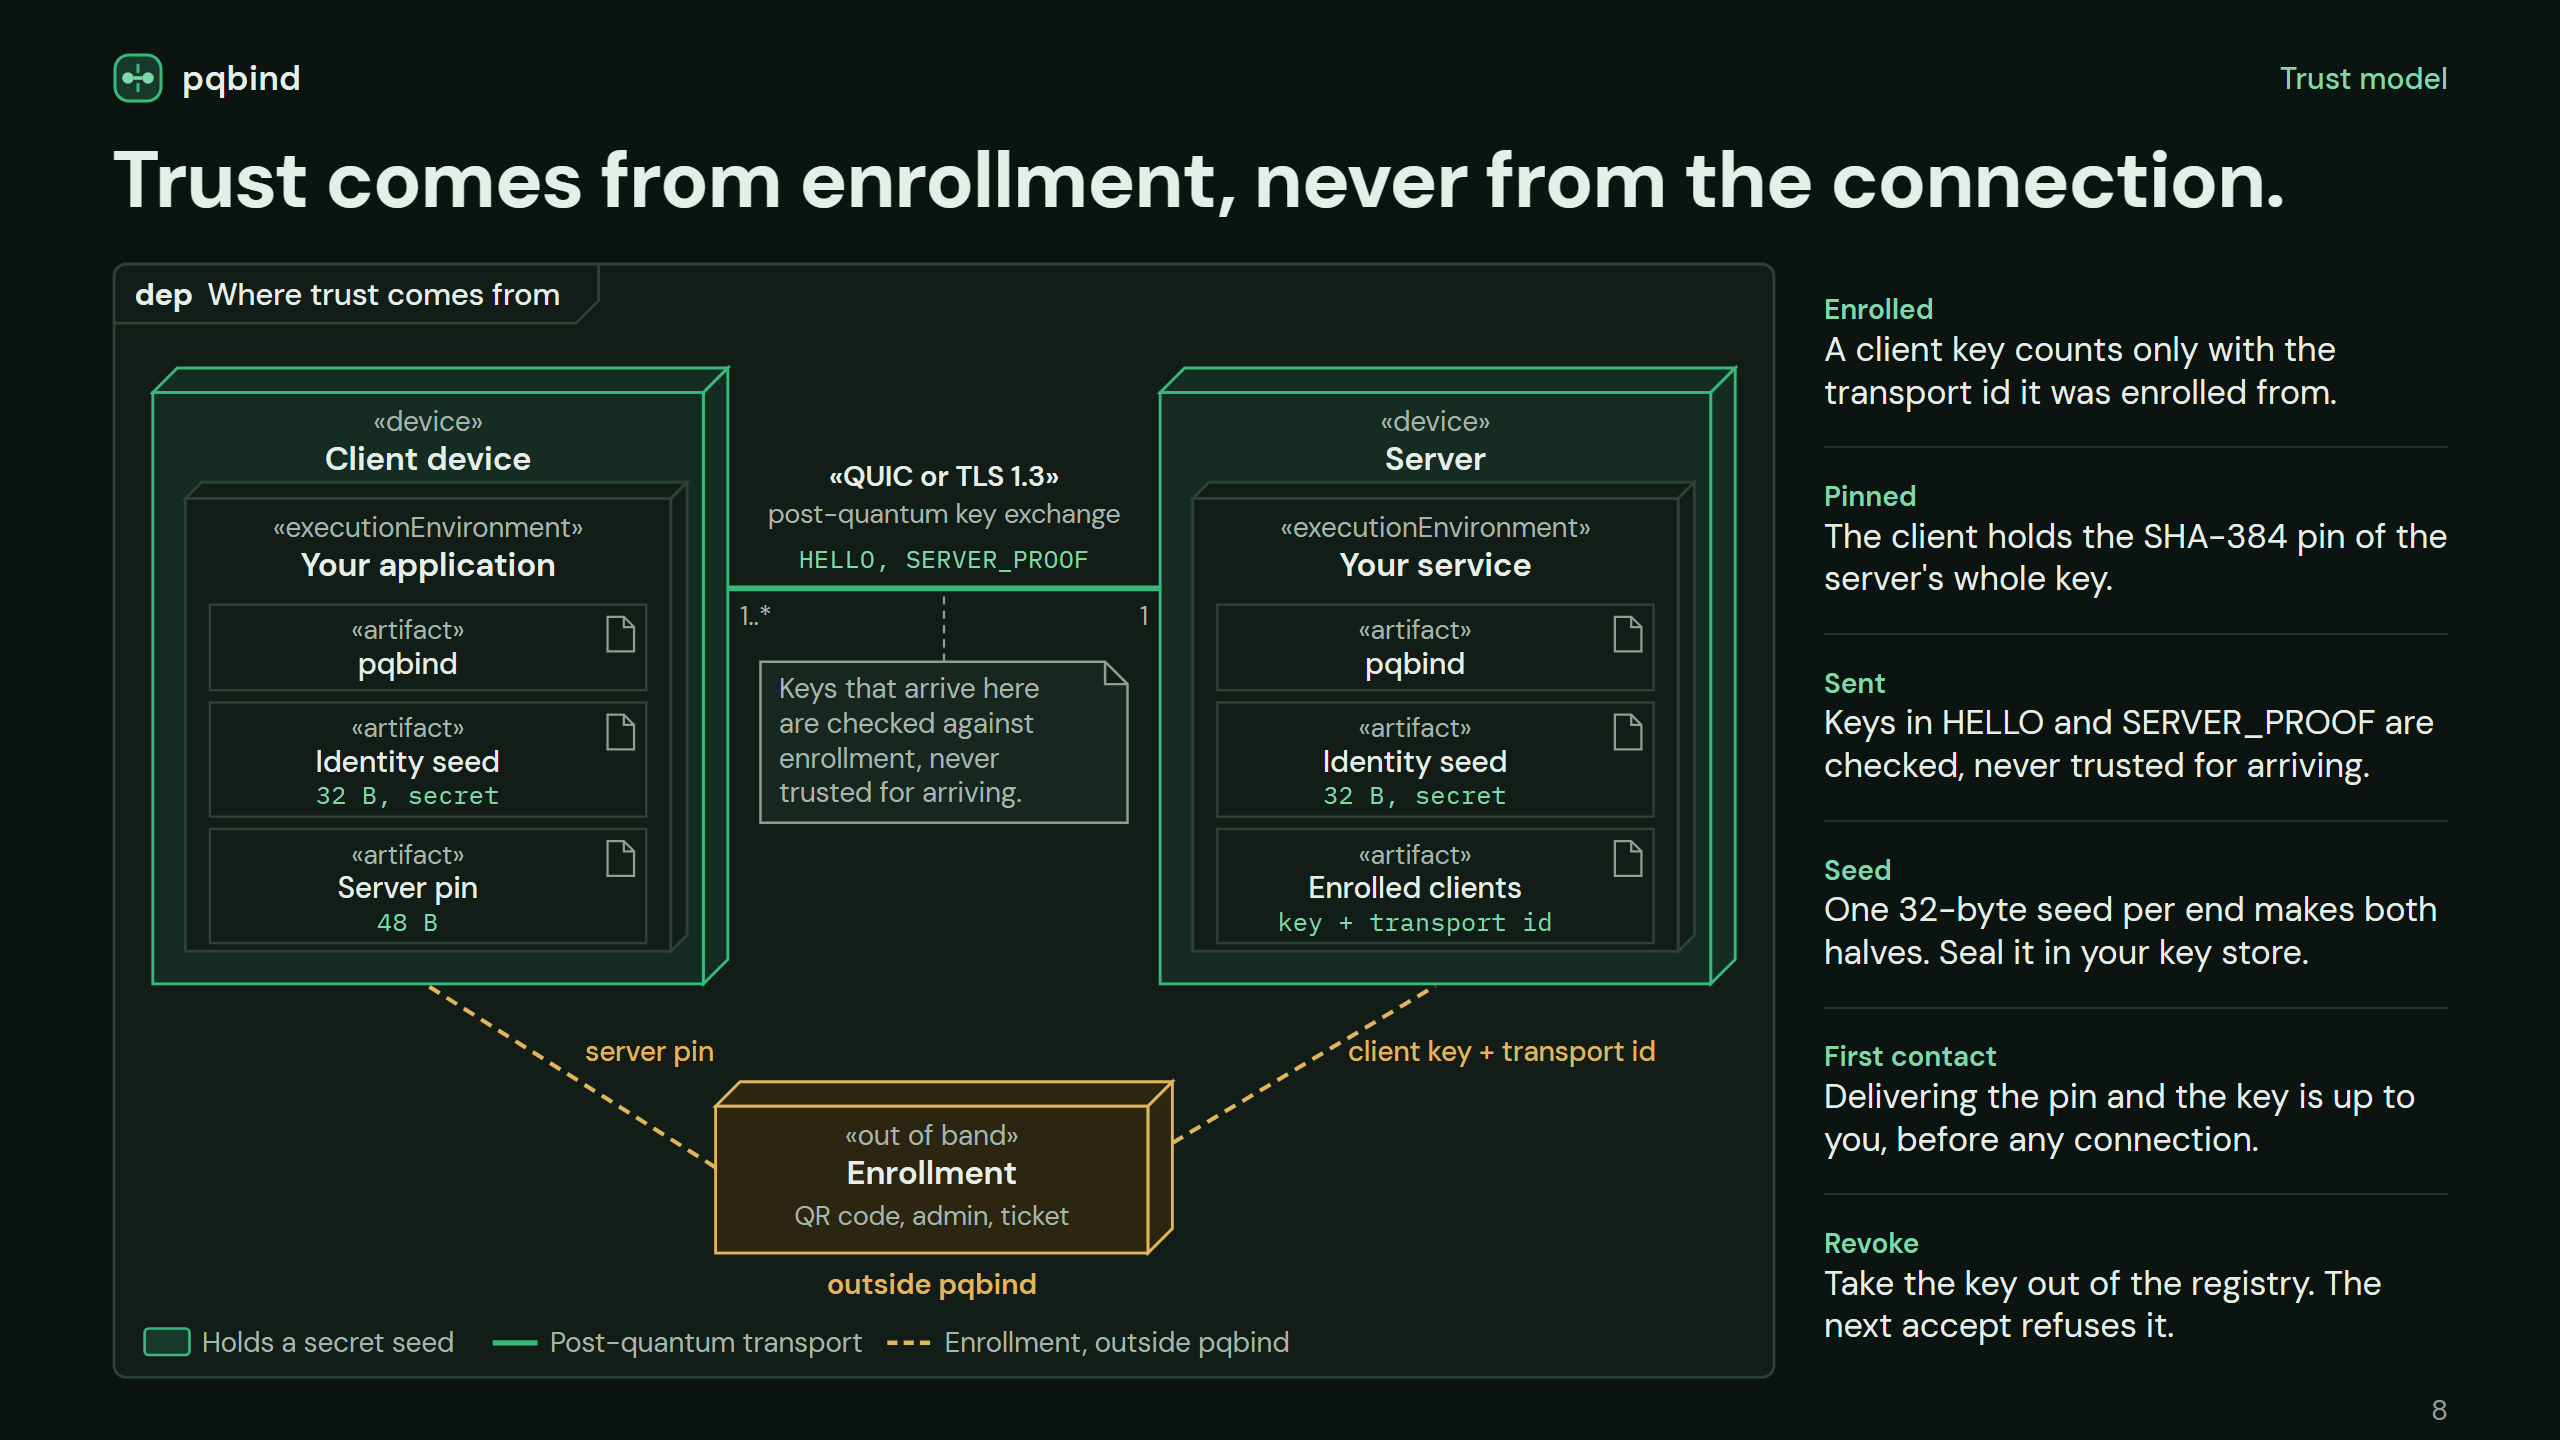 pqbind
Trust model
Trust comes from enrollment, never from the connection.
dep Where trust comes from
«device»
Client device
«executionEnvironment»
Your application
«artifact»
pqbind
«artifact»
Identity seed
32 B, secret
«artifact»
Server pin
48 B
«QUIC or TLS 1.3»
post-quantum key exchange
HELLO, SERVER_PROOF
1..*
1
Keys that arrive here
are checked against
enrollment, never
trusted for arriving.
«device»
Server
«executionEnvironment»
Your service
«artifact»
pqbind
«artifact»
Identity seed
32 B, secret
«artifact»
Enrolled clients
key + transport id
server pin
client key + transport id
«out of band»
Enrollment
QR code, admin, ticket
outside pqbind
Holds a secret seed
Post-quantum transport
Enrollment, outside pqbind
Enrolled
A client key counts only with the
transport id it was enrolled from.
Pinned
The client holds the SHA-384 pin of the
server's whole key.
Sent
Keys in HELLO and SERVER_PROOF are
checked, never trusted for arriving.
Seed
One 32-byte seed per end makes both
halves. Seal it in your key store.
First contact
Delivering the pin and the key is up to
you, before any connection.
Revoke
Take the key out of the registry. The
next accept refuses it.
8